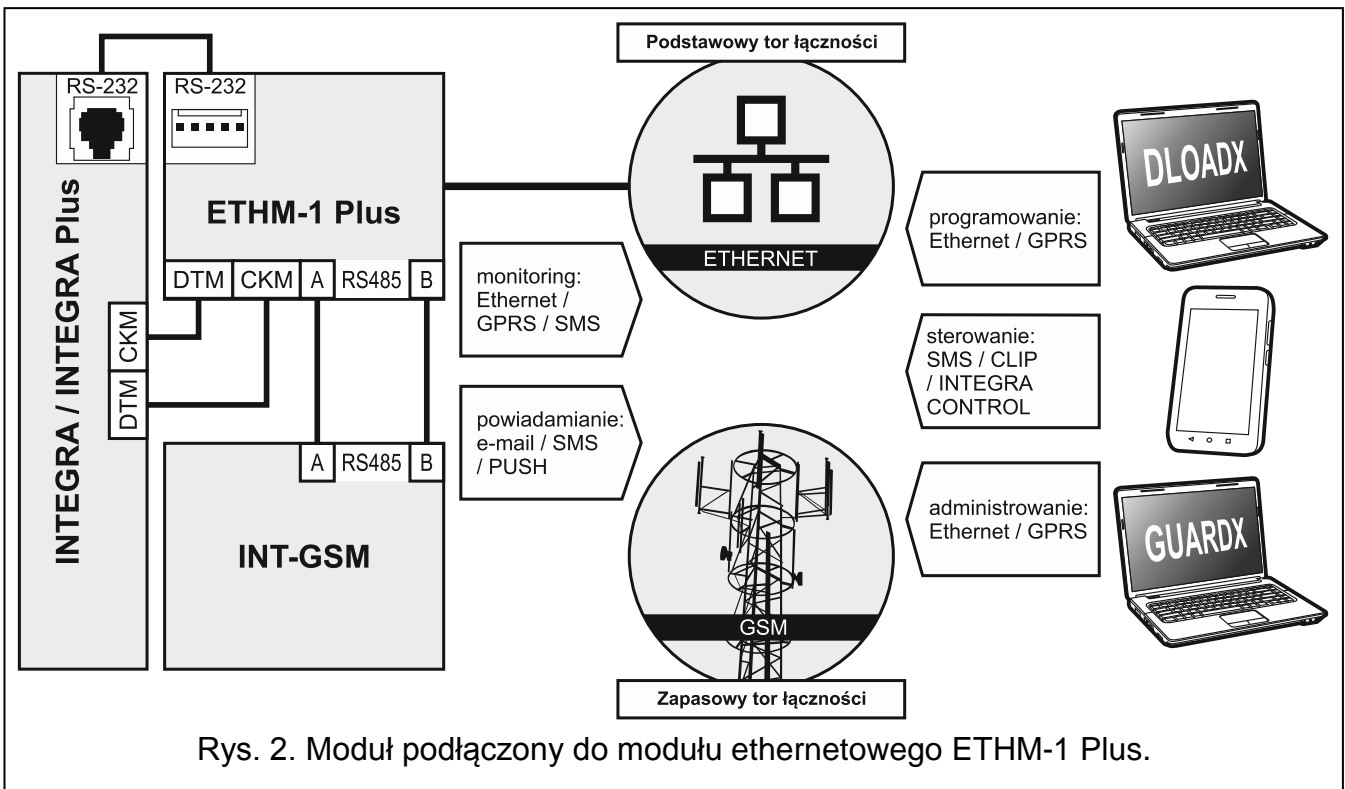 Podstawowy tor łączności
RS-232
RS-232
INTEGRA / INTEGRA Plus
ETHM-1 Plus
DTM
CKM
A
RS485
B
CKM
DTM
A
RS485
B
INT-GSM
monitoring:
Ethernet /
GPRS / SMS
powiadamianie:
e-mail / SMS
/ PUSH
ETHERNET
GSM
Zapasowy tor łączności
programowanie:
Ethernet / GPRS
sterowanie:
SMS / CLIP
/ INTEGRA
CONTROL
administrowanie:
Ethernet / GPRS
DLOADX
GUARDX
Rys. 2. Moduł podłączony do modułu ethernetowego ETHM-1 Plus.